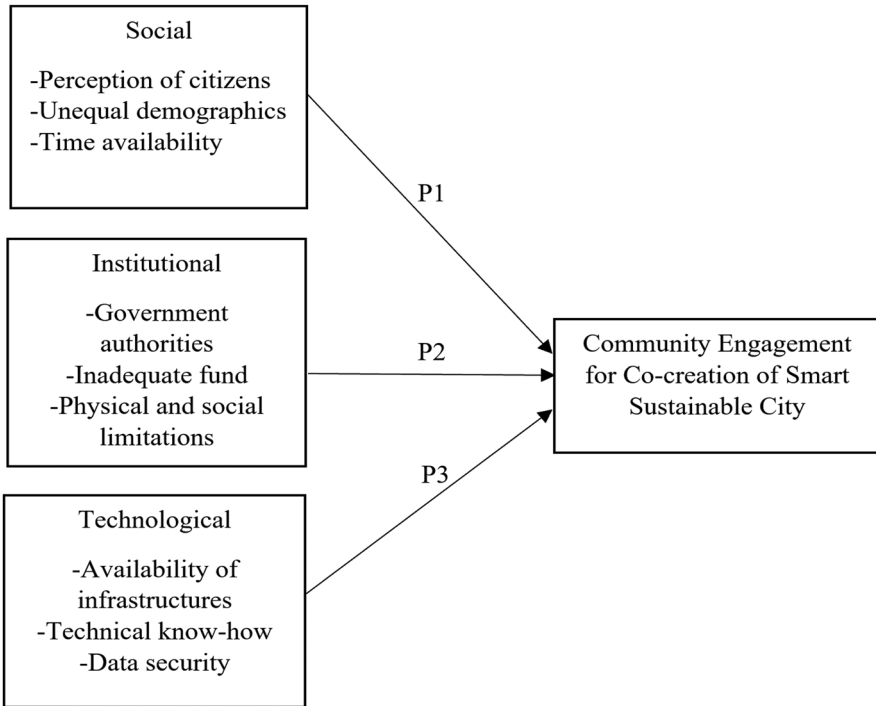 Social
-Perception of citizens
-Unequal demographics
-Time availability
P1
Institutional
-Government
authorities
-Inadequate fund
-Physical and social
limitations
P2
Community Engagement
for Co-creation of Smart
Sustainable City
P3
Technological
-Availability of
infrastructures
-Technical know-how
-Data security